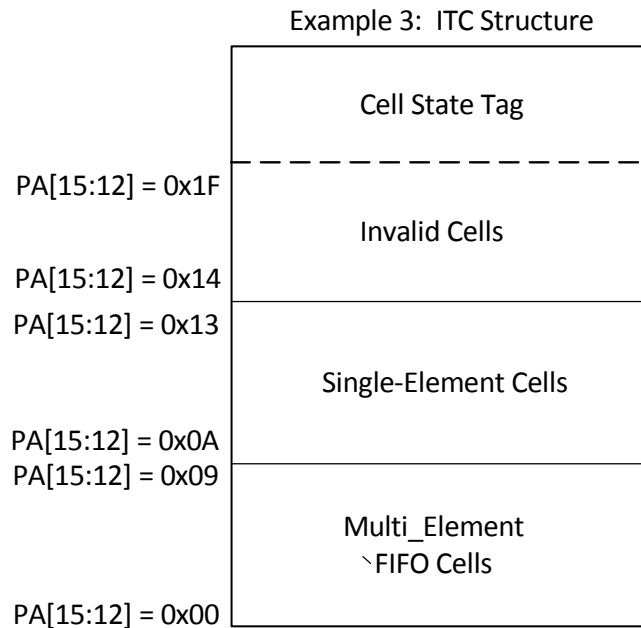 Example 3:  ITC Structure
Cell State Tag
PA[15:12] = 0x1F
Invalid Cells
PA[15:12] = 0x14
PA[15:12] = 0x13
Single-Element Cells
PA[15:12] = 0x0A
PA[15:12] = 0x09
Multi_Element
FIFO Cells
PA[15:12] = 0x00